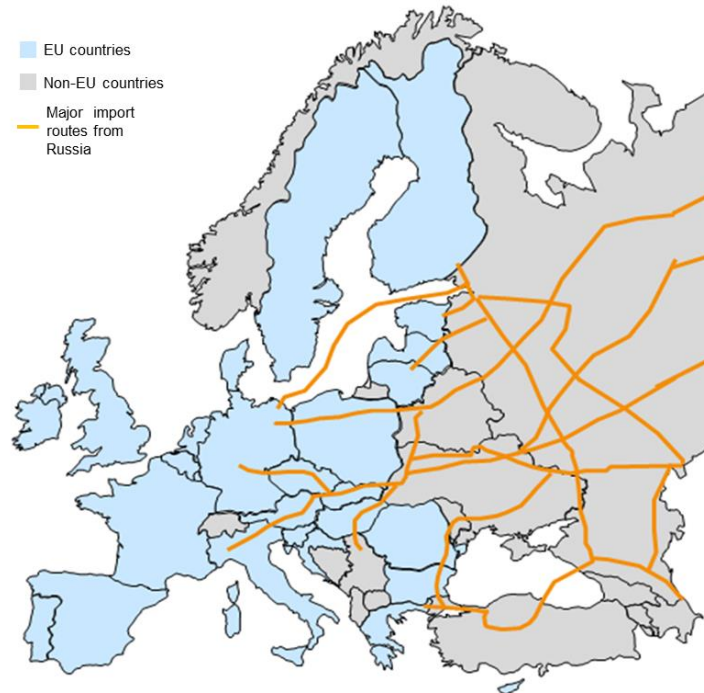 EU countries
Non-EU countries
Major import
routes from
Russia